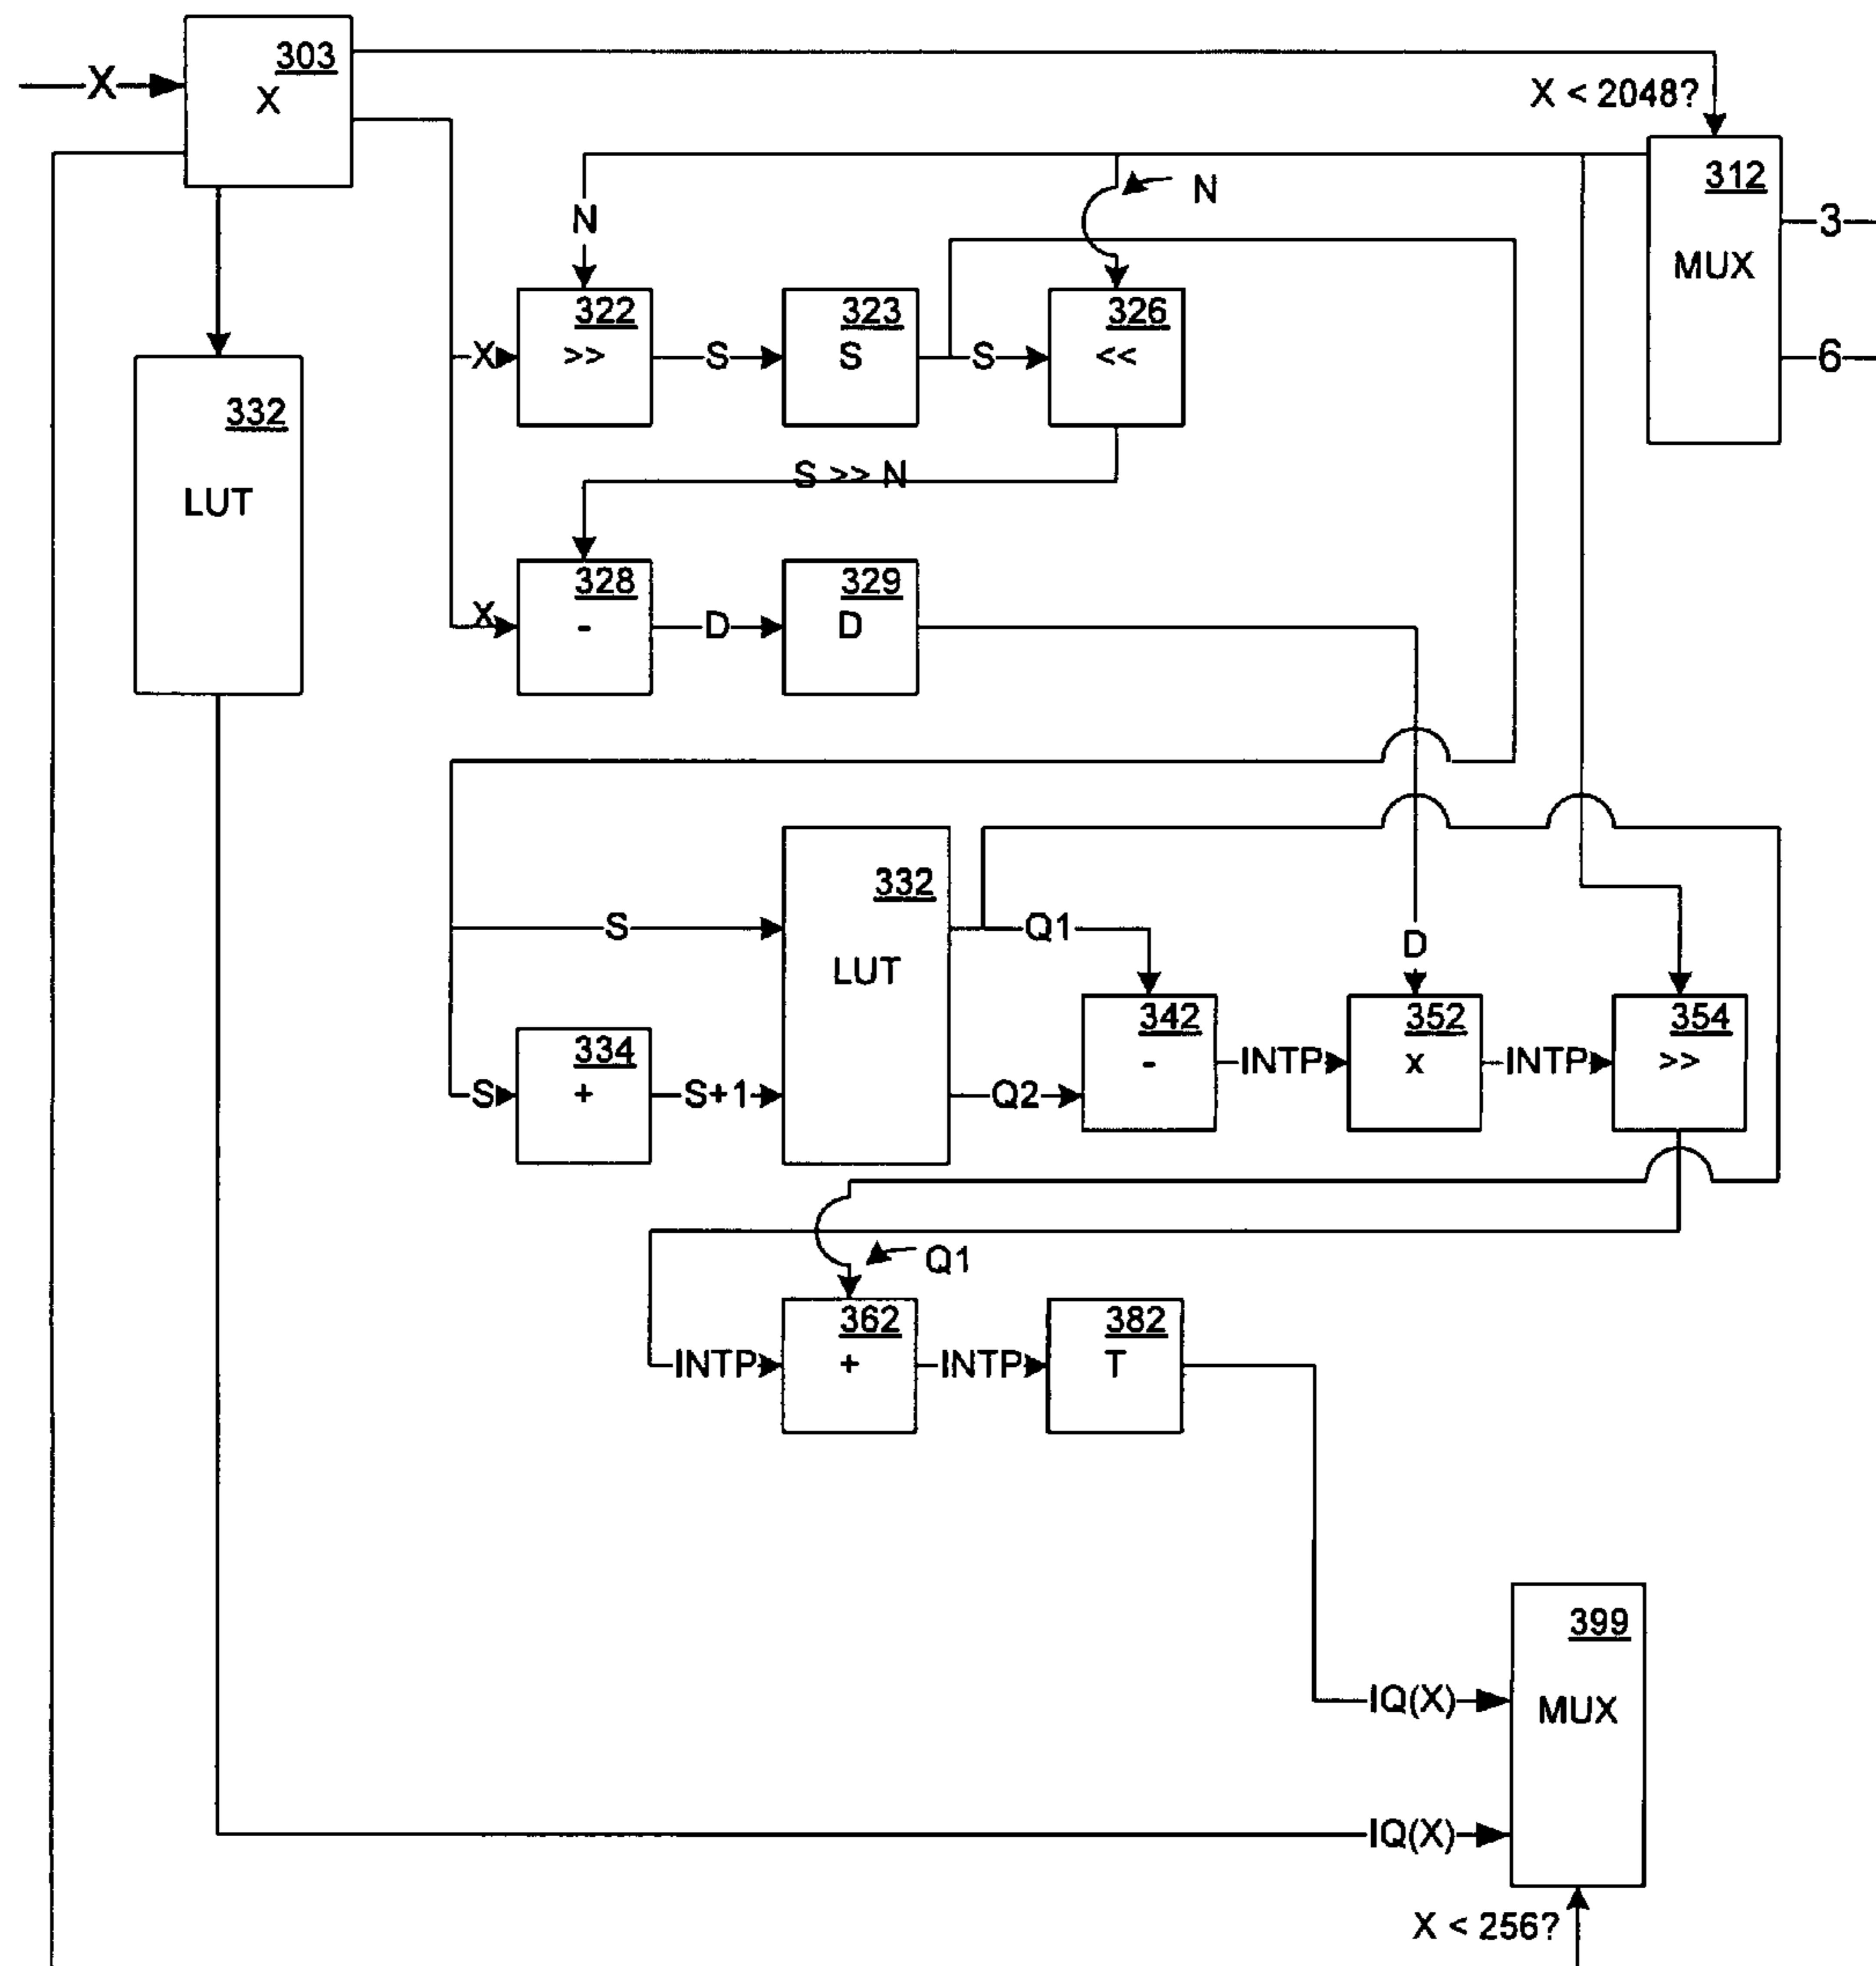 X
303
X
X < 2048?
312
MUX
3
6
N
N
322
>>
X
S
323
S
S
326
<<
332
LUT
S >> N
328
-
X
D
329
D
332
LUT
S
S
334
+
S+1
Q1
Q2
342
-
INTP
D
352
x
INTP
354
>>
Q1
INTP
362
+
INTP
382
T
399
MUX
IQ(X)
IQ(X)
X < 256?